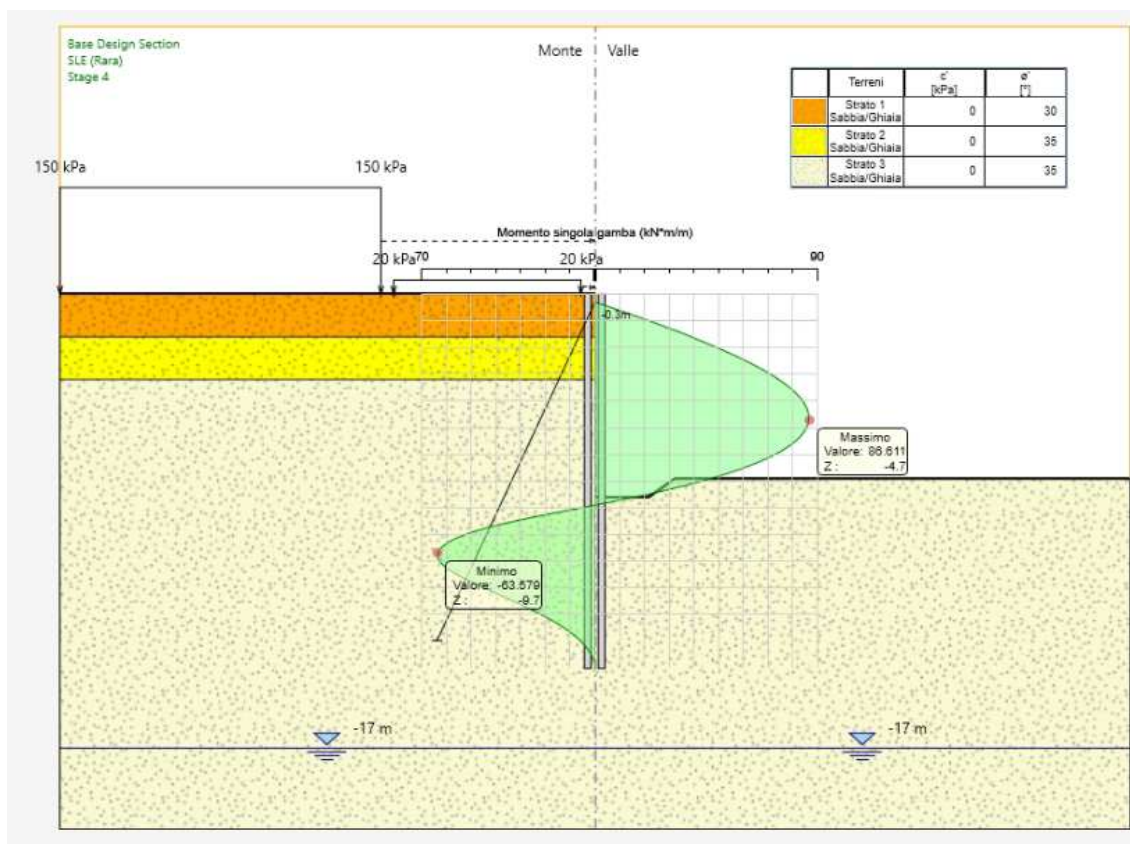 Base Design Section
SLE (Rara)
Stage 4
Monte Valle
Terreni c' [kPa] ø' [°]
Strato 1 Sabbia/Ghiaia 0 30
Strato 2 Sabbia/Ghiaia 0 35
Strato 3 Sabbia/Ghiaia 0 35
150 kPa 150 kPa
Momento singola gamba (kN*m/m)
20 kPa 70 20 kPa 90
-0.3m
Massimo
Valore: 86.611
Z : -4.7
Minimo
Valore: -63.579
Z : -9.7
-17 m -17 m